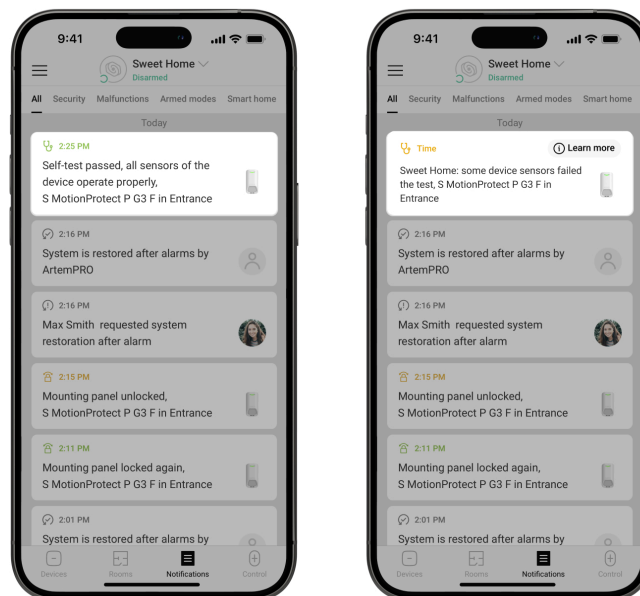 9:41
Sweet Home
Disarmed
All Security Malfunctions Armed modes Smart home
Today
2:25 PM
Self-test passed, all sensors of the
device operate properly,
S MotionProtect P G3 F in Entrance
2:16 PM
System is restored after alarms by
ArtemPRO
2:16 PM
Max Smith requested system
restoration after alarm
2:15 PM
Mounting panel unlocked,
S MotionProtect P G3 F in Entrance
2:11 PM
Mounting panel locked again,
S MotionProtect P G3 F in Entrance
2:01 PM
System is restored after alarms by
Devices Rooms Notifications Control
9:41
Sweet Home
Disarmed
All Security Malfunctions Armed modes Smart home
Today
Time Learn more
Sweet Home: some device sensors failed
the test, S MotionProtect P G3 F in
Entrance
2:16 PM
System is restored after alarms by
ArtemPRO
2:16 PM
Max Smith requested system
restoration after alarm
2:15 PM
Mounting panel unlocked,
S MotionProtect P G3 F in Entrance
2:11 PM
Mounting panel locked again,
S MotionProtect P G3 F in Entrance
2:01 PM
System is restored after alarms by
Devices Rooms Notifications Control